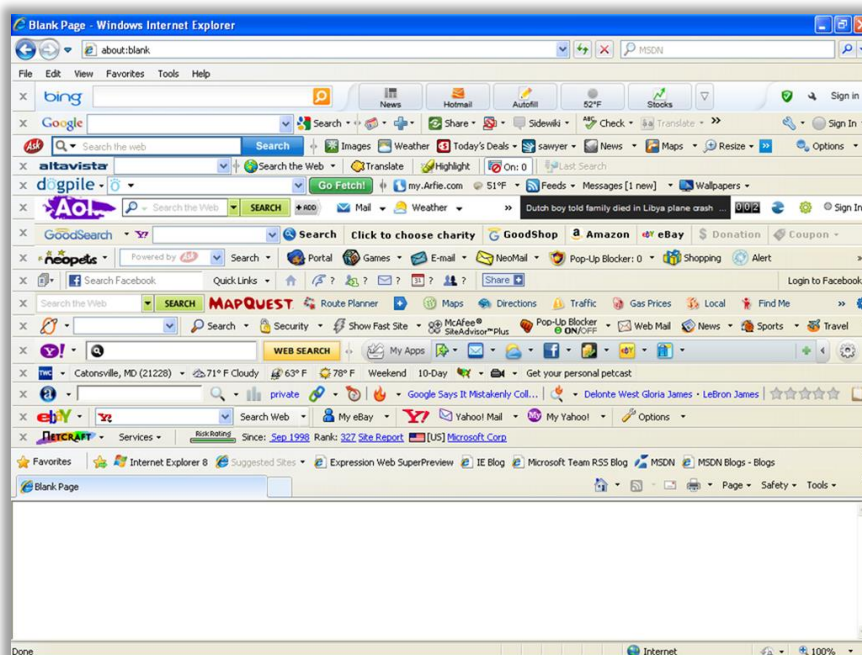 Blank Page - Windows Internet Explorer
about:blank MSDN
File Edit View Favorites Tools Help
bing News Hotmail Autofill 52°F Stocks Sign in
Google Search Share Sidewiki Check Translate Sign In
Ask Search the web Search Images Weather Today's Deals sawyer News Maps Resize Options
altavista Search the Web Translate Highlight On: 0 Last Search
dogpile Go Fetch! my.Arfie.com 51°F Feeds Messages [1 new] Wallpapers
AOL Search the Web SEARCH + ADD Mail Weather Dutch boy told family died in Libya plane crash ... 002 Sign In
GoodSearch Search Click to choose charity GoodShop Amazon eBay Donation Coupon
neopets Powered by Ask Search Portal Games E-mail NeoMail Pop-Up Blocker: 0 Shopping Alert
Search Facebook Quick Links ? ? ? ? ? Share Login to Facebook
Search the Web SEARCH MAPQUEST Route Planner Maps Directions Traffic Gas Prices Local Find Me
Search Security Show Fast Site McAfee® SiteAdvisor™Plus Pop-Up Blocker ON/OFF Web Mail News Sports Travel
Y! WEB SEARCH My Apps eBY
TWC Catonsville, MD (21228) 71° F Cloudy 63° F 78° F Weekend 10-Day Get your personal petcast
a private Google Says It Mistakenly Coll... Delonte West Gloria James - LeBron James
ebY Y! Search Web My eBay Y! Yahoo! Mail My Yahoo! Options
NETCRAFT Services Risk Rating Since: Sep 1998 Rank: 327 Site Report [US] Microsoft Corp
Favorites Internet Explorer 8 Suggested Sites Expression Web SuperPreview IE Blog Microsoft Team RSS Blog MSDN MSDN Blogs - Blogs
Blank Page Page Safety Tools
Done Internet 100%